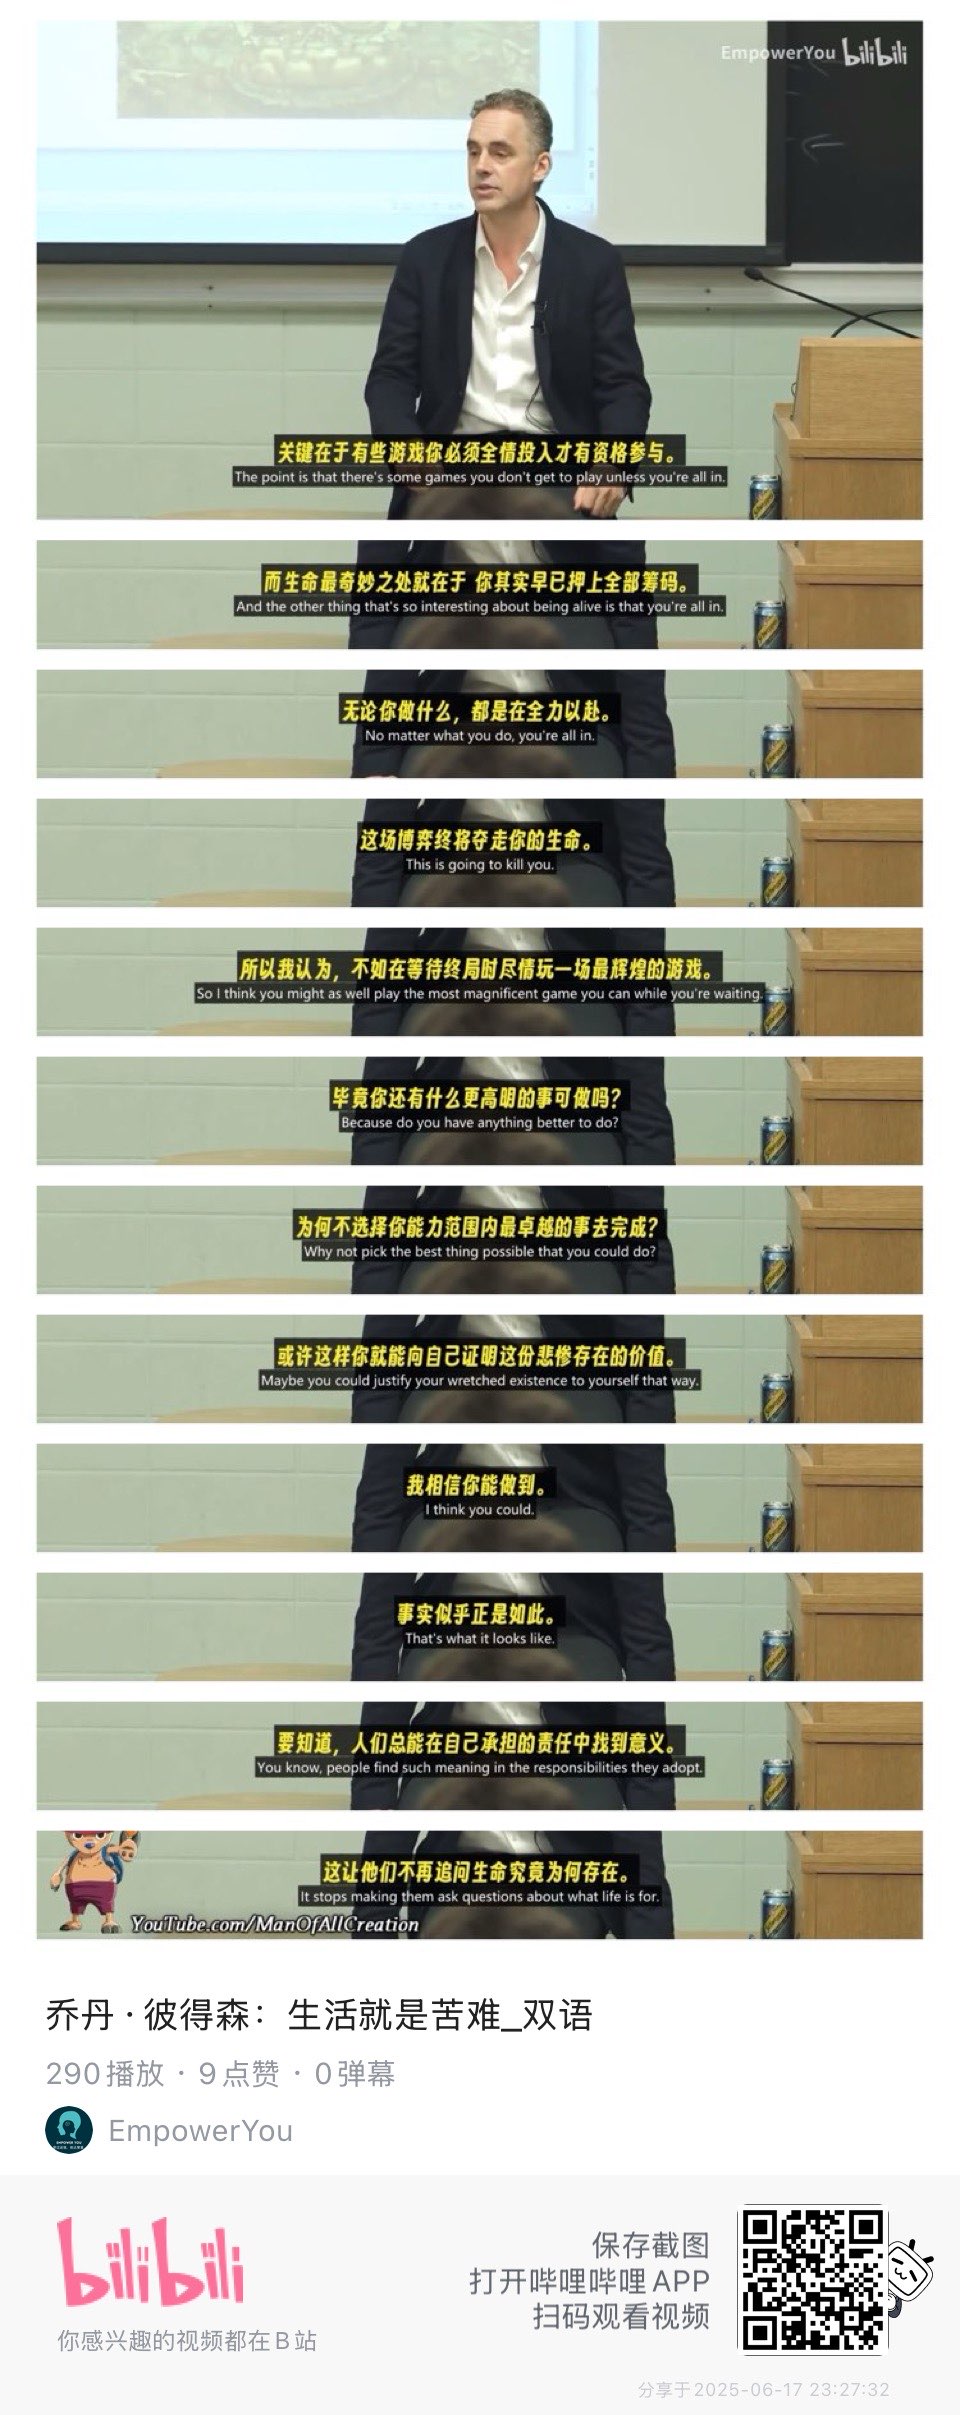 EmpowerYou bilibili
关键在于有些游戏你必须全情投入才有资格参与。
The point is that there's some games you don't get to play unless you're all in.
而生命最奇妙之处就在于 你其实早已押上全部筹码。
And the other thing that's so interesting about being alive is that you're all in.
无论你做什么，都是在全力以赴。
No matter what you do, you're all in.
这场博弈终将夺走你的生命。
This is going to kill you.
所以我认为，不如在等待终局时尽情玩一场最辉煌的游戏。
So I think you might as well play the most magnificent game you can while you're waiting.
毕竟你还有什么更高明的事可做吗？
Because do you have anything better to do?
为何不选择你能力范围内最卓越的事去完成？
Why not pick the best thing possible that you could do?
或许这样你就能向自己证明这份悲惨存在的价值。
Maybe you could justify your wretched existence to yourself that way.
我相信你能做到。
I think you could.
事实似乎正是如此。
That's what it looks like.
要知道，人们总能在自己承担的责任中找到意义。
You know, people find such meaning in the responsibilities they adopt.
这让他们不再追问生命究竟为何存在。
It stops making them ask questions about what life is for.
YouTube.com/ManOfAllCreation
乔丹·彼得森：生活就是苦难_双语
290播放 · 9点赞 · 0弹幕
EmpowerYou
bilibili
你感兴趣的视频都在B站
保存截图
打开哔哩哔哩APP
扫码观看视频
分享于2025-06-17 23:27:32